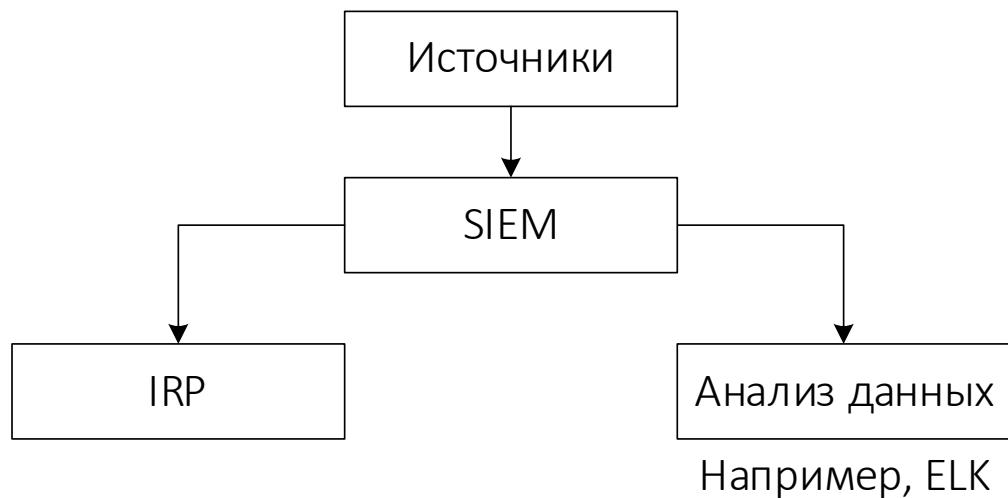 Источники
SIEM
IRP
Анализ данных
Например, ELK